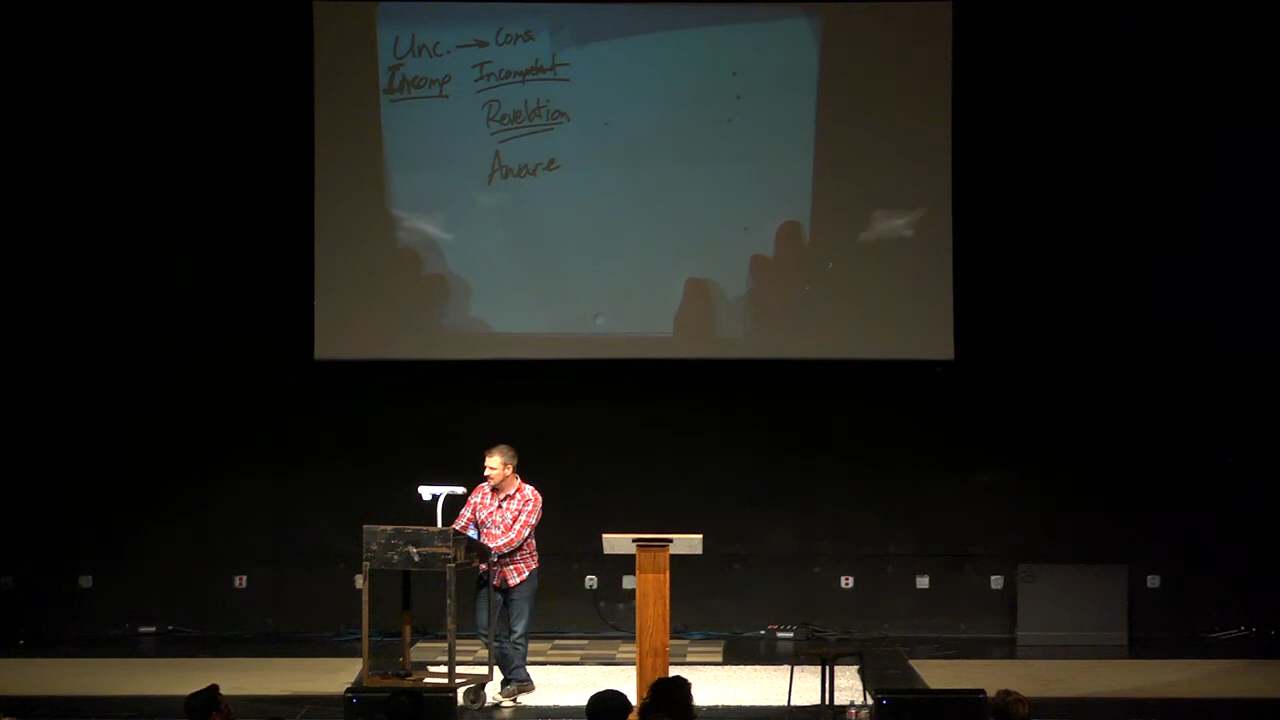 Unc. → Cons.
Incomp Incompetent
Revelation
Aware